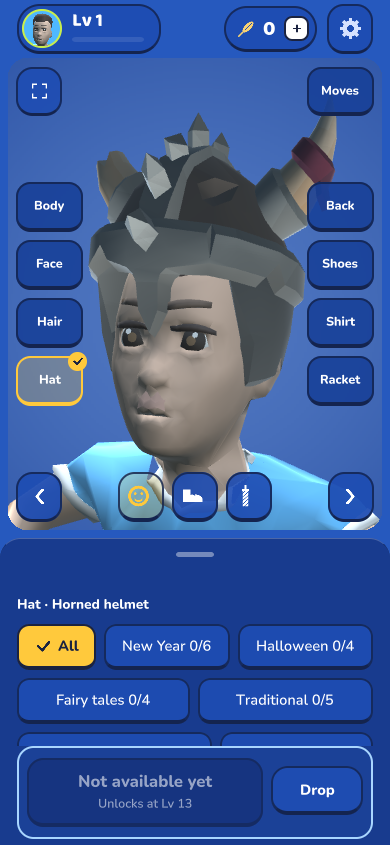 Lv 1
0
Moves
Body
Back
Face
Shoes
Hair
Shirt
Hat
Racket
Hat · Horned helmet
All
New Year 0/6
Halloween 0/4
Fairy tales 0/4
Traditional 0/5
Not available yet
Unlocks at Lv 13
Drop